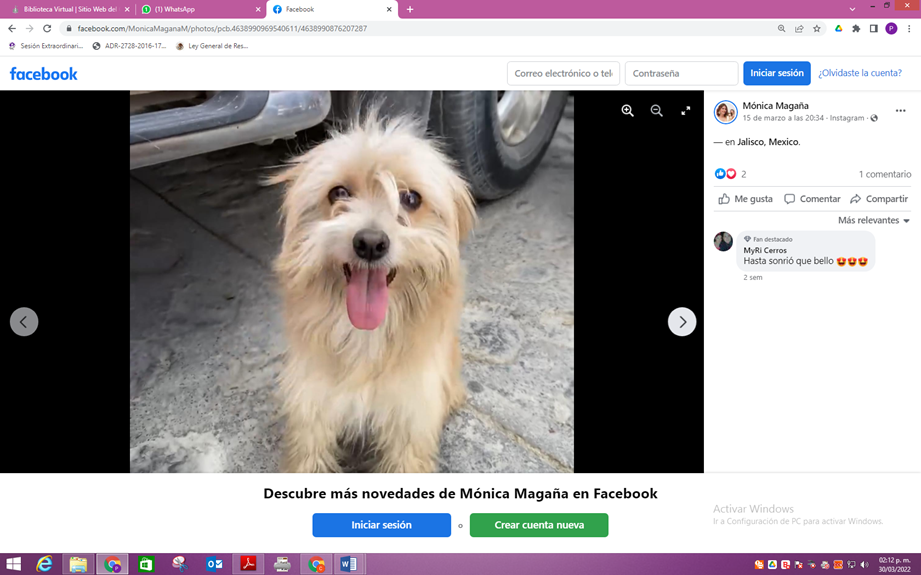 Biblioteca Virtual | Sitio Web del
(1) WhatsApp
Facebook
facebook.com/MonicaMaganaM/photos/pcb.4638990969540611/4638990876207287
Sesión Extraordinari...
ADR-2728-2016-17...
Ley General de Res...
facebook
Correo electrónico o tel
Contraseña
Iniciar sesión
¿Olvidaste la cuenta?
Mónica Magaña
15 de marzo a las 20:34 · Instagram ·
— en Jalisco, Mexico.
2
1 comentario
Me gusta
Comentar
Compartir
Más relevantes
Fan destacado
MyRi Cerros
Hasta sonrió que bello 😍😍😍
2 sem
Descubre más novedades de Mónica Magaña en Facebook
Iniciar sesión
o
Crear cuenta nueva
Activar Windows
Ir a Configuración de PC para activar Windows.
02:12 p. m.
30/03/2022